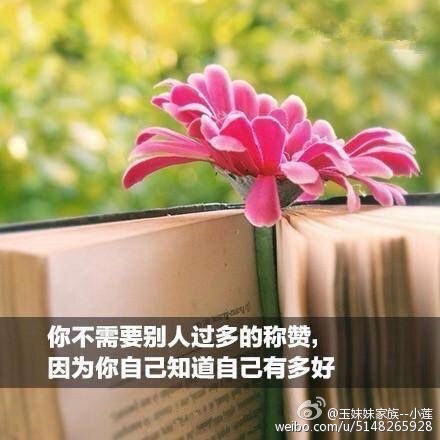 你不需要别人过多的称赞，
因为你自己知道自己有多好
@玉妹妹家族--小莲
weibo.com/u/5148265928